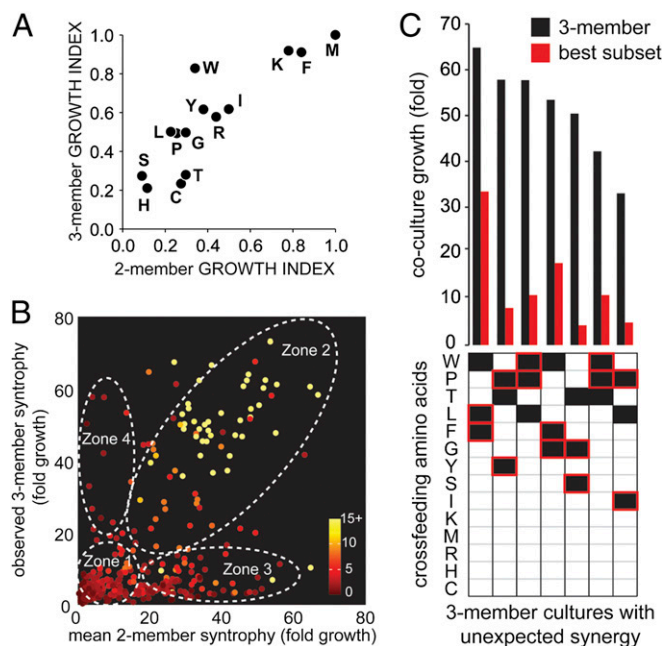 A
3-member GROWTH INDEX
1.0
0.8
0.6
0.4
0.2
0.0
0.0 0.2 0.4 0.6 0.8 1.0
2-member GROWTH INDEX
M
K
F
W
I
Y
R
L
P
G
S
T
H
C
B
observed 3-member syntrophy
(fold growth)
80
60
40
20
0
0 20 40 60 80
mean 2-member syntrophy (fold growth)
Zone 2
Zone 4
Zone 1
Zone 3
15+
10
5
0
C
3-member
best subset
co-culture growth (fold)
70
60
50
40
30
20
10
0
crossfeeding amino acids
W
P
T
L
F
G
Y
S
I
K
M
R
H
C
3-member cultures with
unexpected synergy